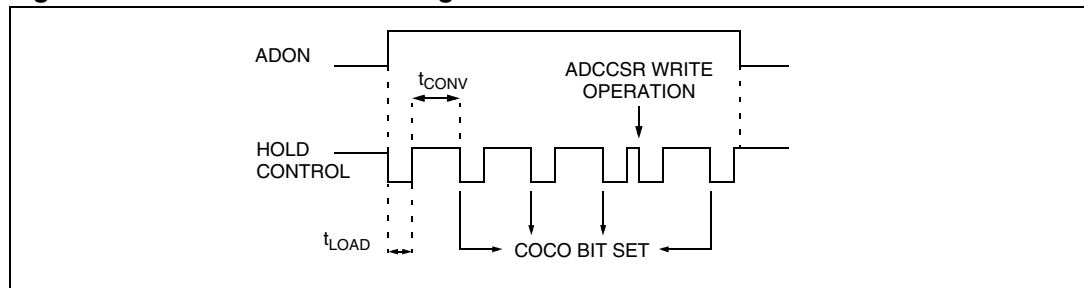 ADON
ADCCSR WRITE
OPERATION
tCONV
HOLD
CONTROL
tLOAD
COCO BIT SET